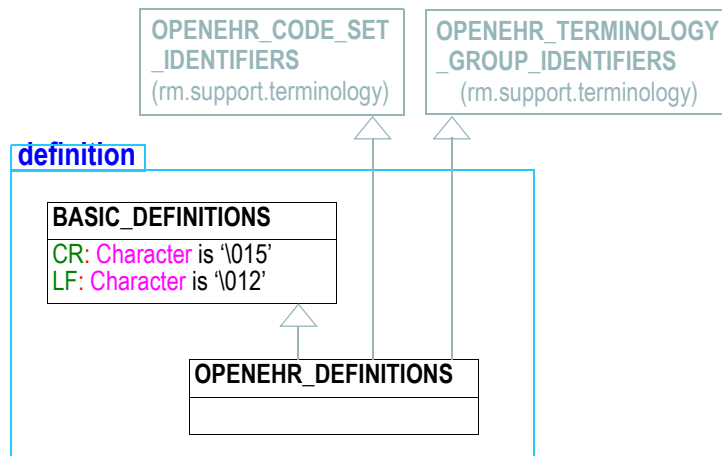 OPENEHR_CODE_SET
_IDENTIFIERS
(rm.support.terminology)
OPENEHR_TERMINOLOGY
_GROUP_IDENTIFIERS
(rm.support.terminology)
definition
BASIC_DEFINITIONS
CR: Character is ‘\015’
LF: Character is ‘\012’
OPENEHR_DEFINITIONS